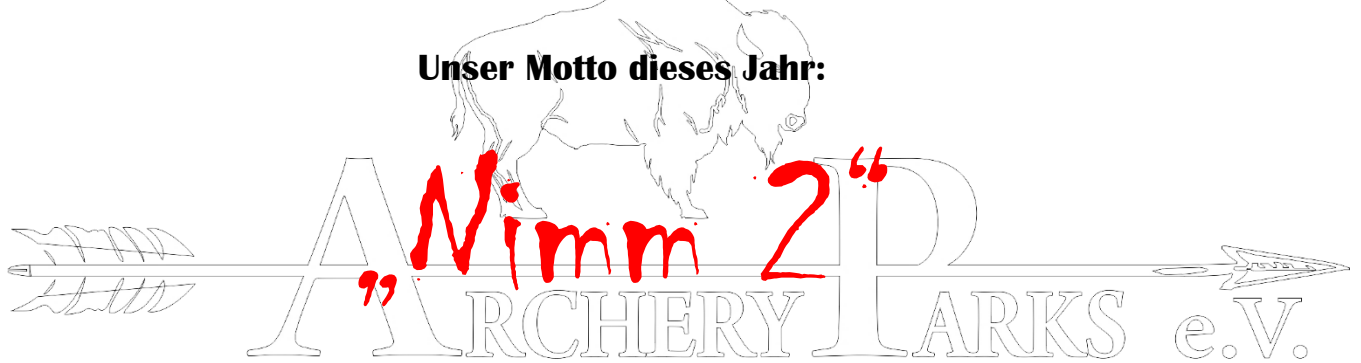 Unser Motto dieses Jahr:
„Nimm 2“
ARCHERY PARKS e.V.